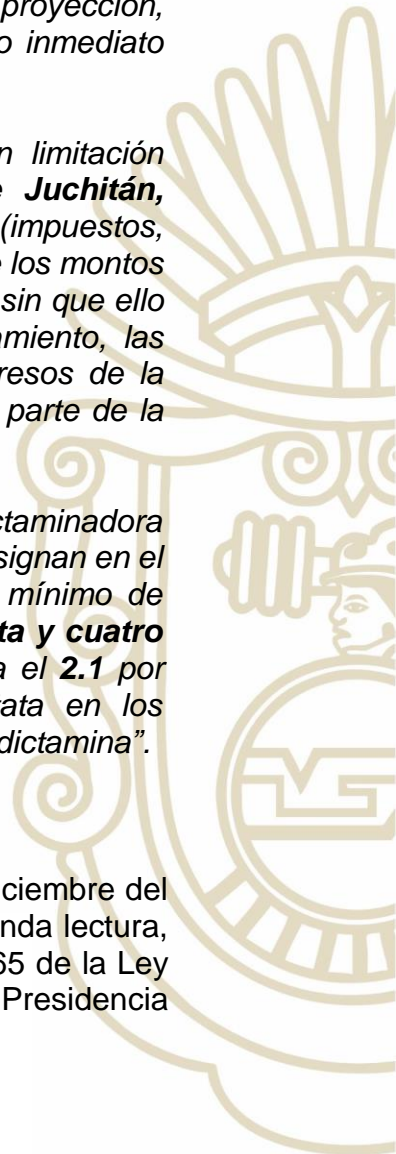 proyección,
o inmediato
n limitación
e Juchitán,
(impuestos,
e los montos
sin que ello
amiento, las
resos de la
parte de la
ctaminadora
signan en el
mínimo de
ta y cuatro
a el 2.1 por
rata en los
dictamina”.
ciembre del
nda lectura,
65 de la Ley
Presidencia